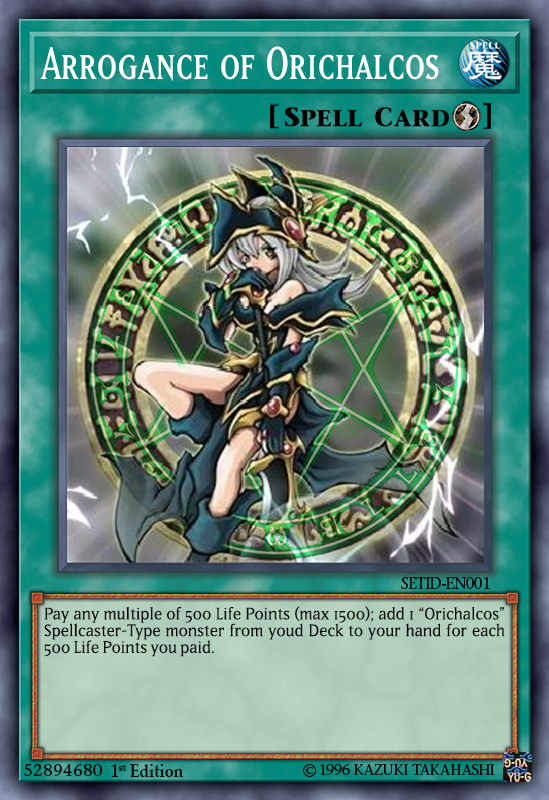 ARROGANCE OF ORICHALCOS
SPELL
魔
[SPELL CARD]
SETID-EN001
Pay any multiple of 500 Life Points (max 1500); add 1 “Orichalcos”
Spellcaster-Type monster from youd Deck to your hand for each
500 Life Points you paid.
52894680 1st Edition © 1996 KAZUKI TAKAHASHI
YU-G